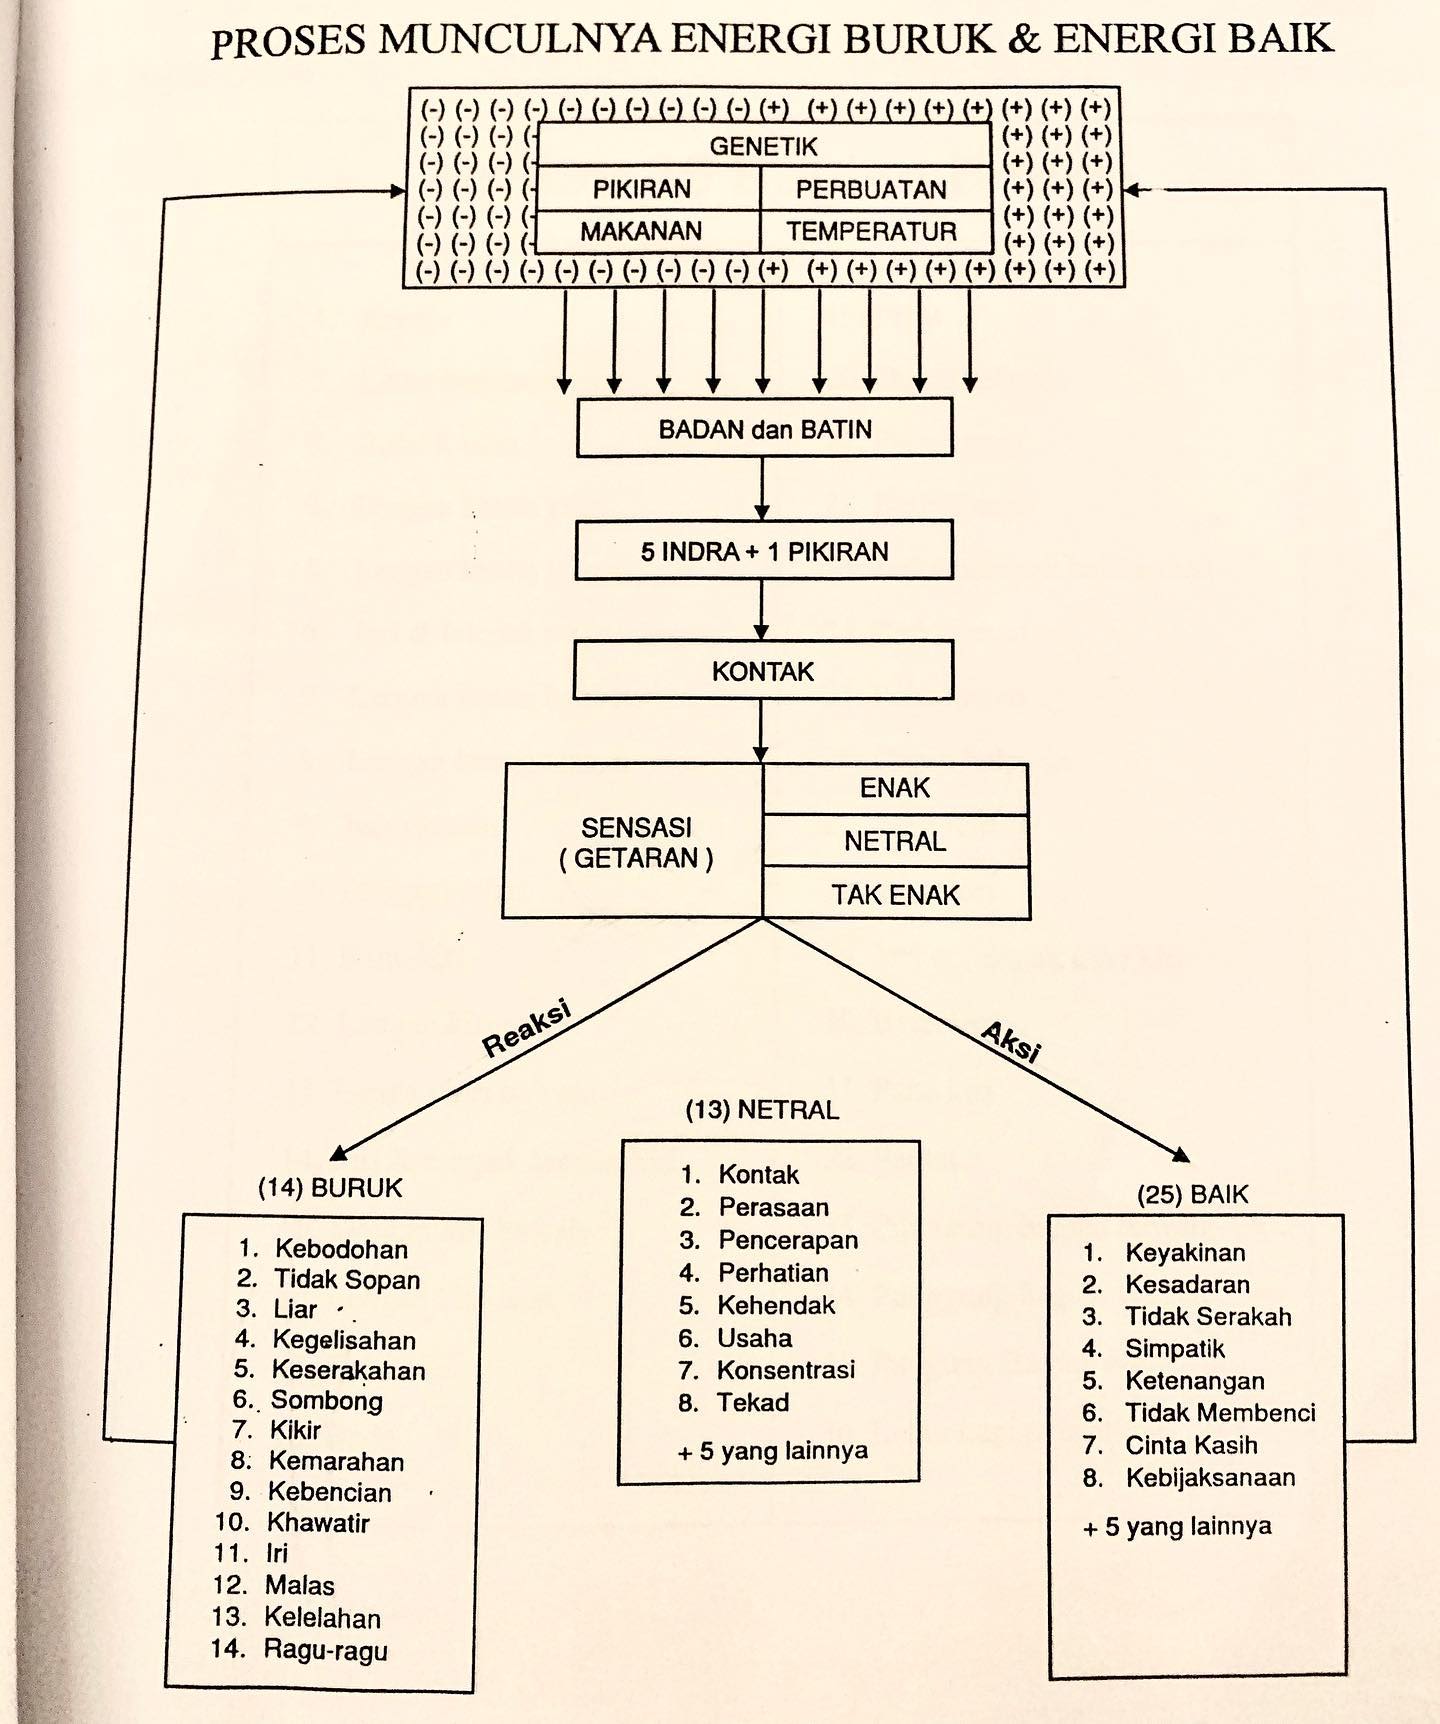 PROSES MUNCULNYA ENERGI BURUK & ENERGI BAIK
(-) (-) (-) (-) (-) (-) (-) (-) (-) (-) (+) (+) (+) (+) (+) (+) (+) (+) (+)
(-) (-) (-) (- (+) (+) (+)
GENETIK
(-) (-) (-) (- (+) (+) (+)
(-) (-) (-) (- PIKIRAN PERBUATAN (+) (+) (+)
(-) (-) (-) (- (+) (+) (+)
(-) (-) (-) (- MAKANAN TEMPERATUR (+) (+) (+)
(-) (-) (-) (-) (-) (-) (-) (-) (-) (-) (+) (+) (+) (+) (+) (+) (+) (+) (+)
BADAN dan BATIN
5 INDRA + 1 PIKIRAN
KONTAK
SENSASI
( GETARAN )
ENAK
NETRAL
TAK ENAK
Reaksi
Aksi
(14) BURUK
1. Kebodohan
2. Tidak Sopan
3. Liar
4. Kegelisahan
5. Keserakahan
6. Sombong
7. Kikir
8. Kemarahan
9. Kebencian
10. Khawatir
11. Iri
12. Malas
13. Kelelahan
14. Ragu-ragu
(13) NETRAL
1. Kontak
2. Perasaan
3. Pencerapan
4. Perhatian
5. Kehendak
6. Usaha
7. Konsentrasi
8. Tekad
+ 5 yang lainnya
(25) BAIK
1. Keyakinan
2. Kesadaran
3. Tidak Serakah
4. Simpatik
5. Ketenangan
6. Tidak Membenci
7. Cinta Kasih
8. Kebijaksanaan
+ 5 yang lainnya